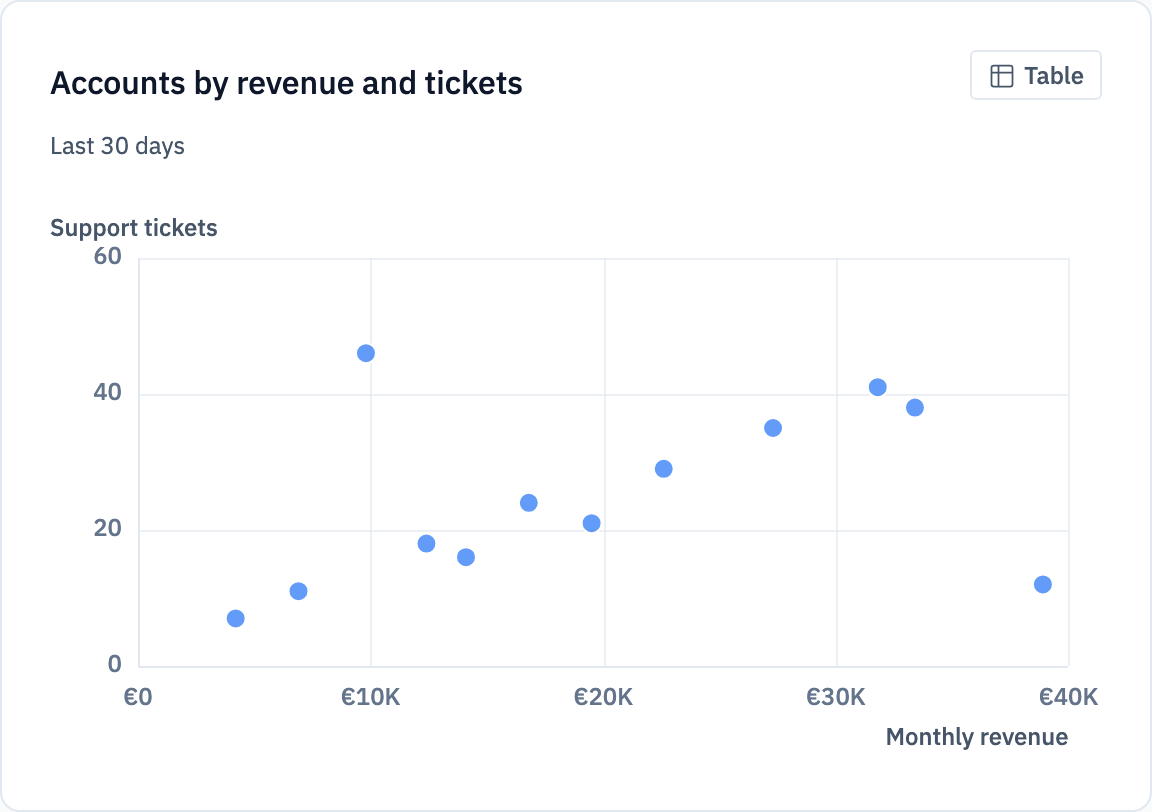 Accounts by revenue and tickets
Table
Last 30 days
Support tickets
60
40
20
0
€0 €10K €20K €30K €40K
Monthly revenue